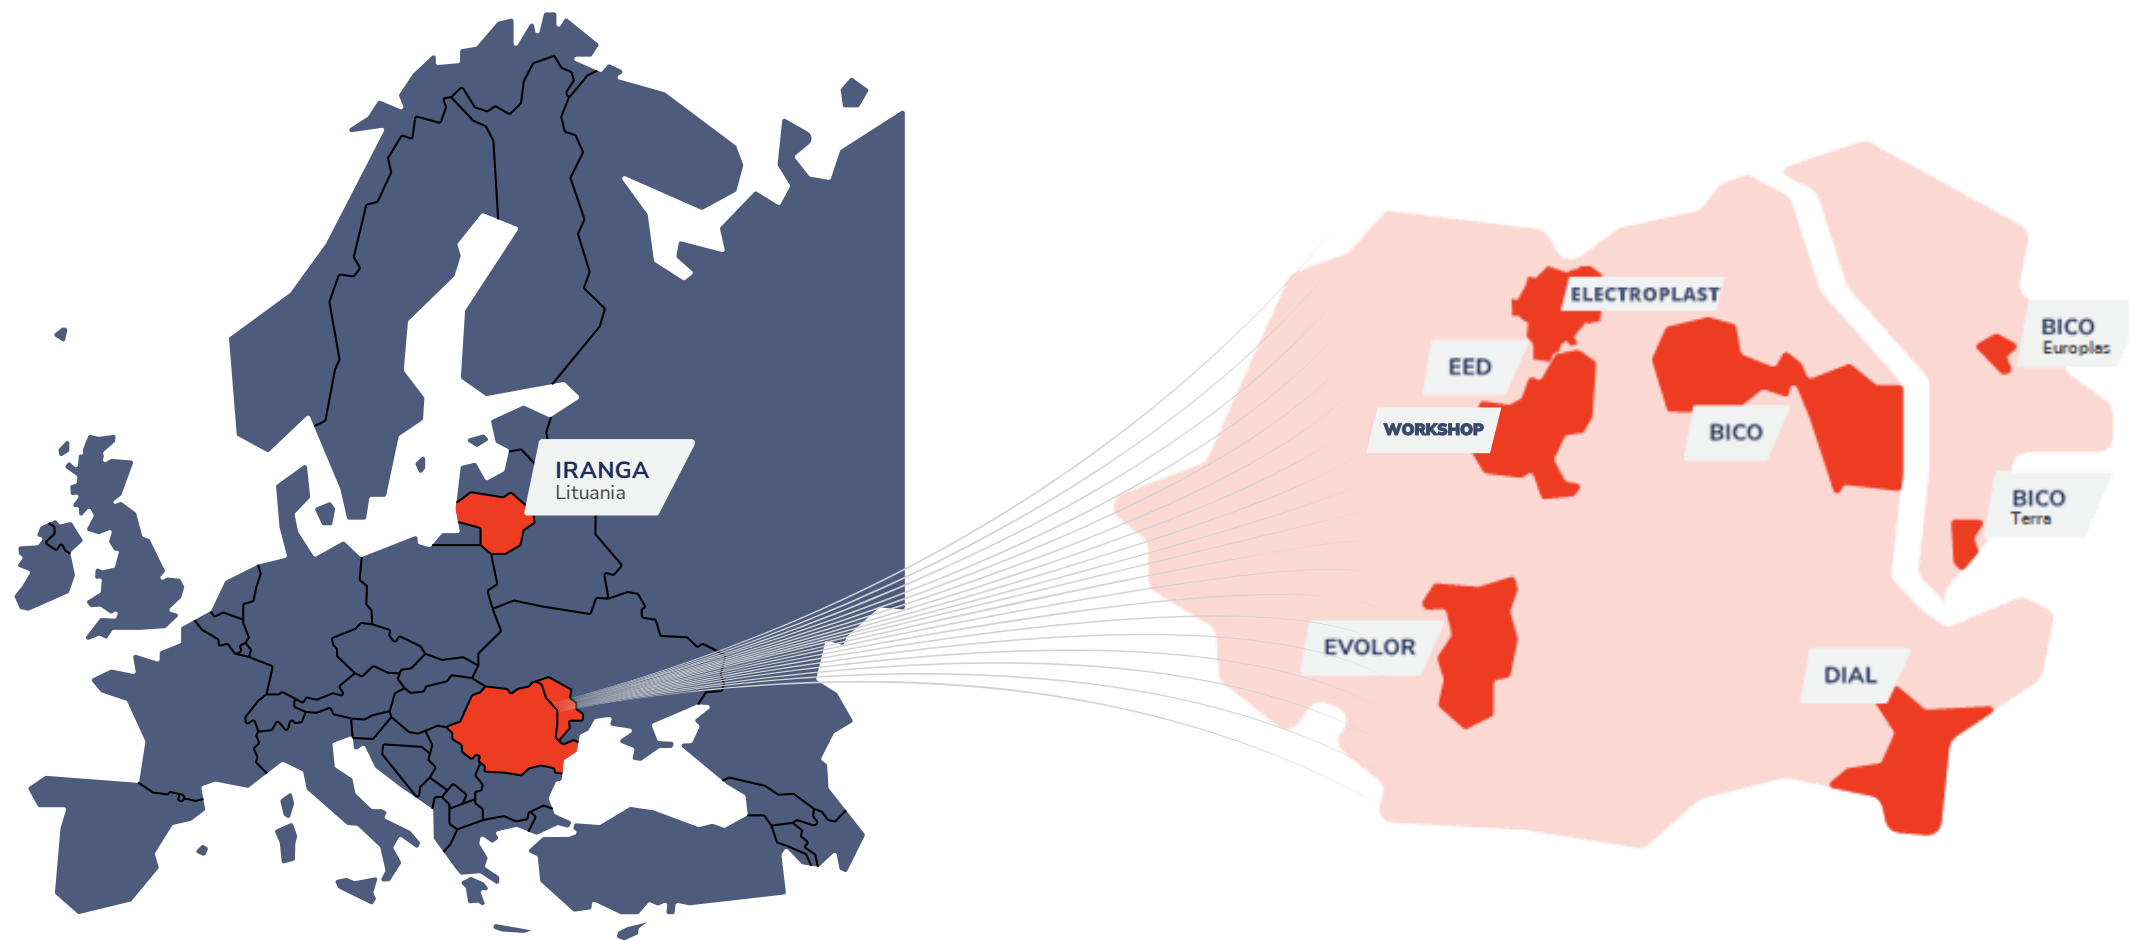 IRANGA
Lituania
ELECTROPLAST
EED
WORKSHOP
BICO
BICO
Europlas
BICO
Terra
EVOLOR
DIAL